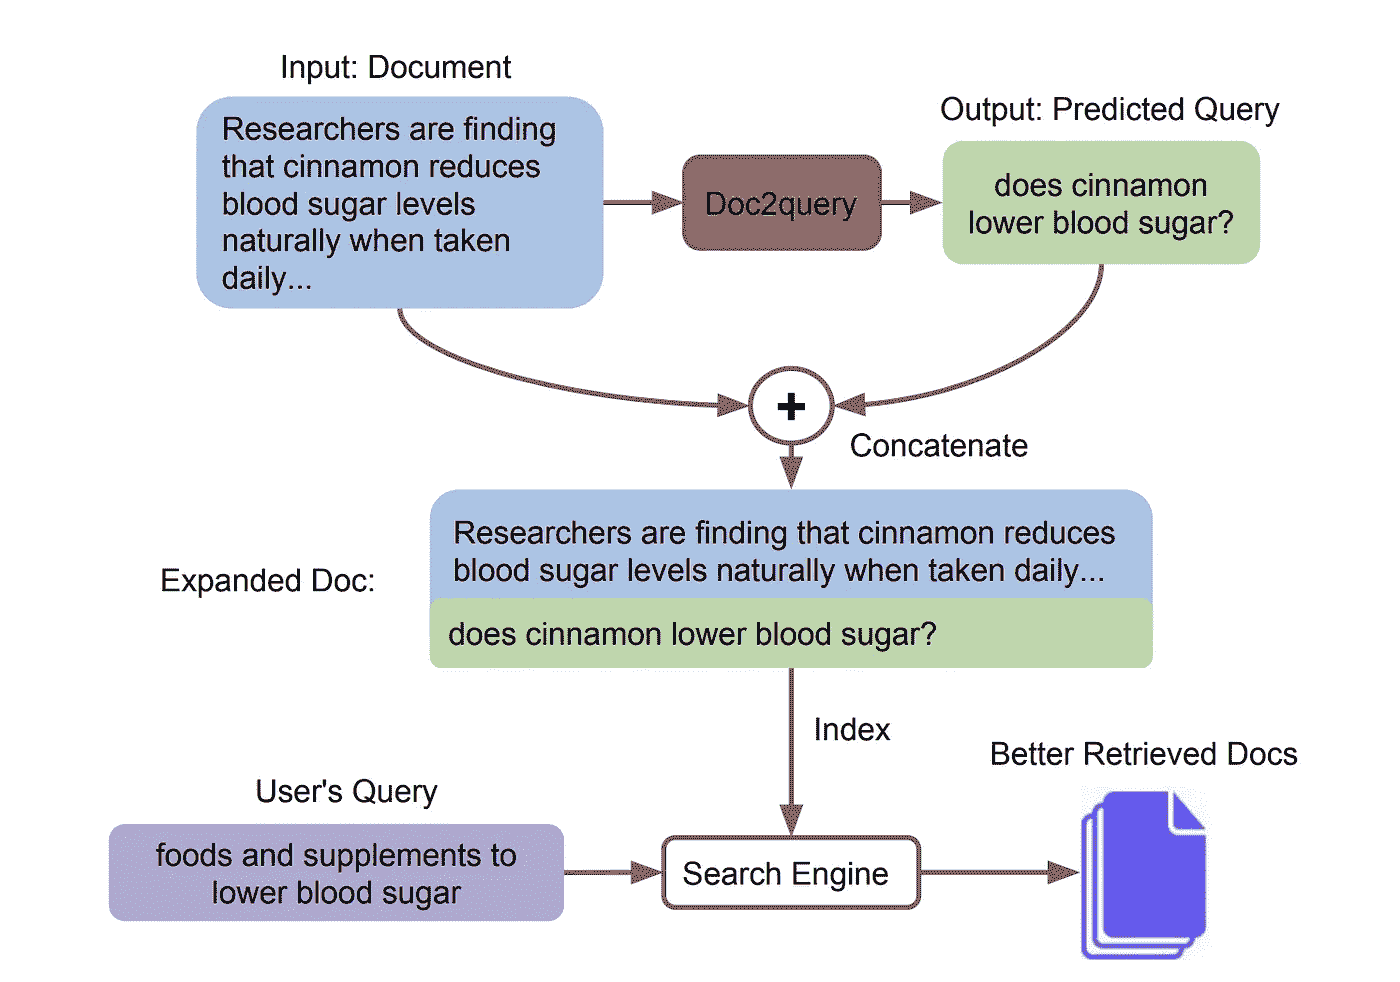 Input: Document
Output: Predicted Query
Researchers are finding
that cinnamon reduces
blood sugar levels
naturally when taken
daily...
Doc2query
does cinnamon
lower blood sugar?
+
Concatenate
Expanded Doc:
Researchers are finding that cinnamon reduces
blood sugar levels naturally when taken daily...
does cinnamon lower blood sugar?
Index
User's Query
foods and supplements to
lower blood sugar
Search Engine
Better Retrieved Docs